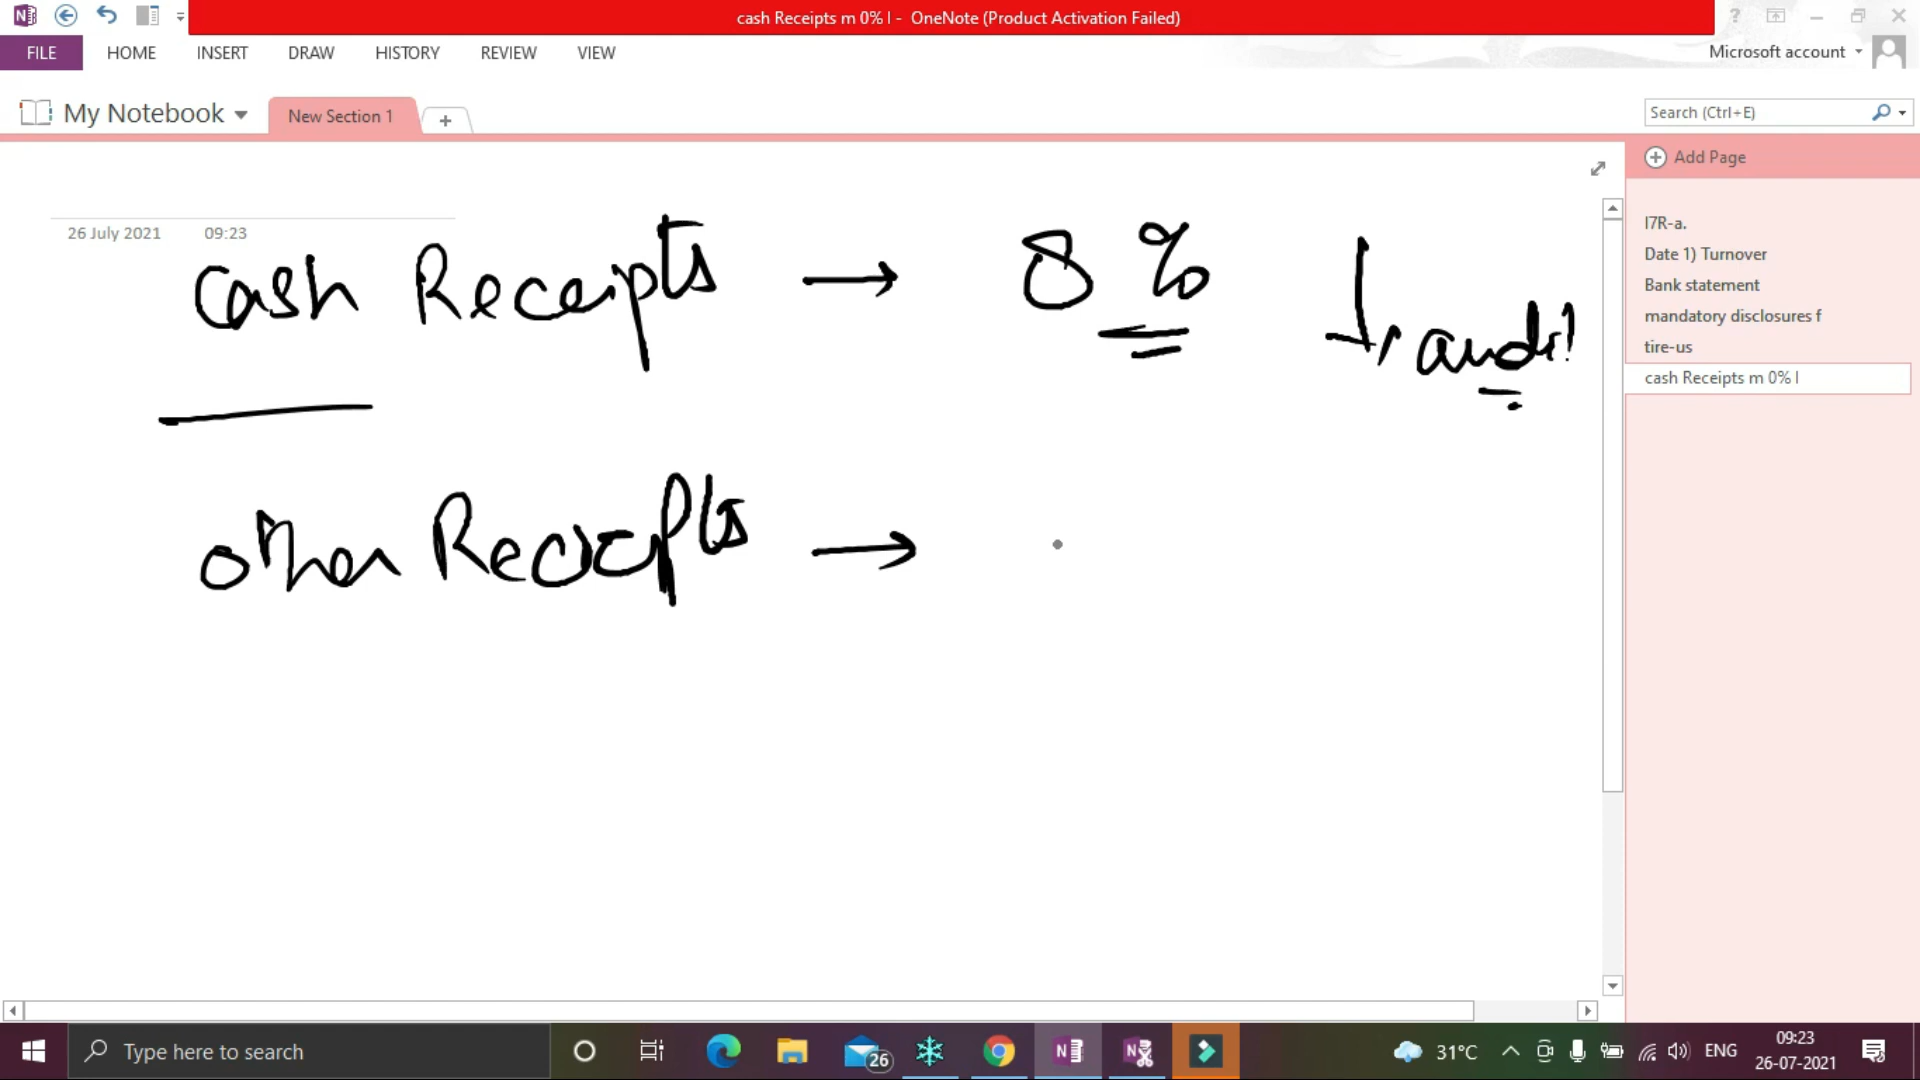 cash Receipts m 0% l - OneNote (Product Activation Failed)
?
FILE HOME INSERT DRAW HISTORY REVIEW VIEW
Microsoft account
My Notebook
New Section 1
+
Search (Ctrl+E)
Add Page
26 July 2021 09:23
I7R-a.
Date 1) Turnover
Bank statement
mandatory disclosures f
tire-us
cash Receipts m 0% l
cash Receipts → 8%
audit
other Receipts →
Type here to search
26
31°C
ENG
09:23
26-07-2021